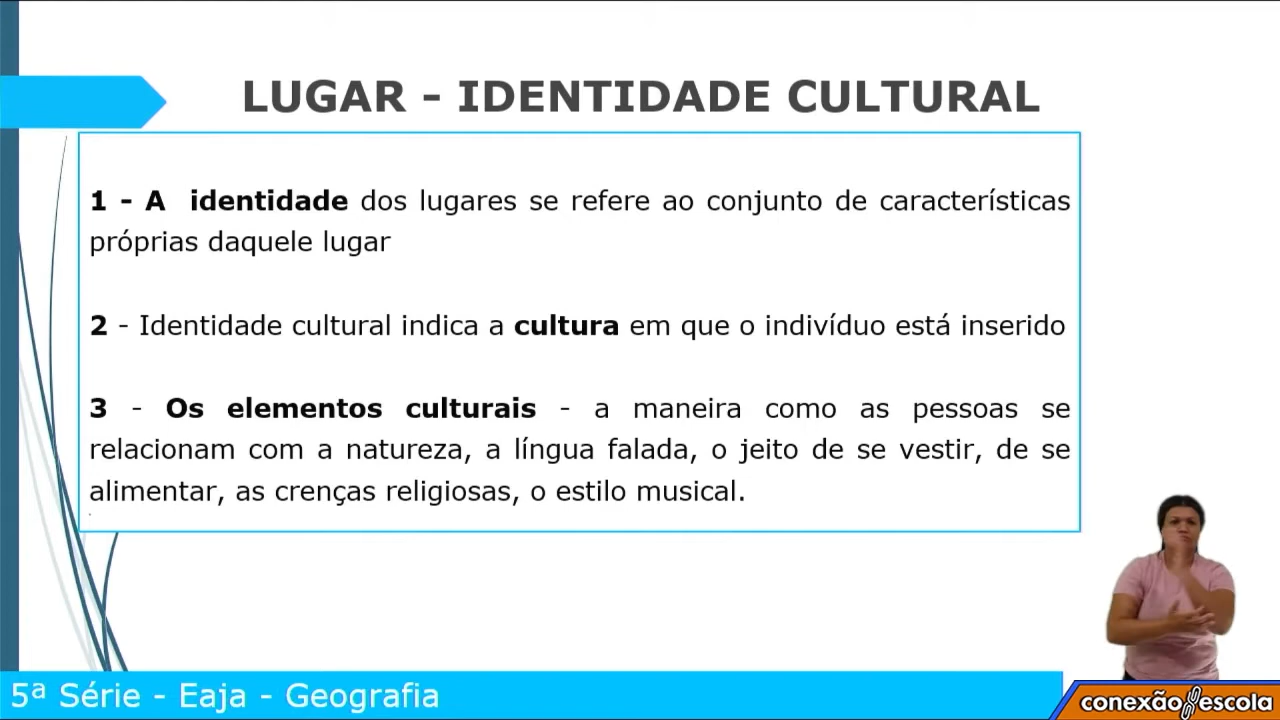 LUGAR - IDENTIDADE CULTURAL
1 - A identidade dos lugares se refere ao conjunto de características
próprias daquele lugar
2 - Identidade cultural indica a cultura em que o indivíduo está inserido
3 - Os elementos culturais - a maneira como as pessoas se
relacionam com a natureza, a língua falada, o jeito de se vestir, de se
alimentar, as crenças religiosas, o estilo musical.
5ª Série - Eaja - Geografia
conexão escola